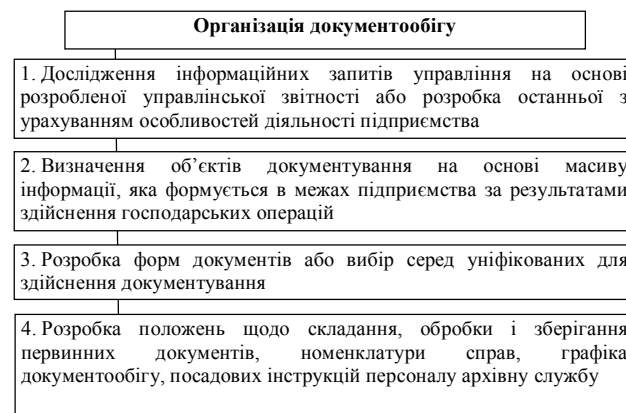 Організація документообігу
1. Дослідження інформаційних запитів управління на основі
розробленої управлінської звітності або розробка останньої з
урахуванням особливостей діяльності підприємства
2. Визначення об’єктів документування на основі масиву
інформації, яка формується в межах підприємства за результатами
здійснення господарських операцій
3. Розробка форм документів або вибір серед уніфікованих для
здійснення документування
4. Розробка положень щодо складання, обробки і зберігання
первинних документів, номенклатури справ, графіка
документообігу, посадових інструкцій персоналу архівну службу